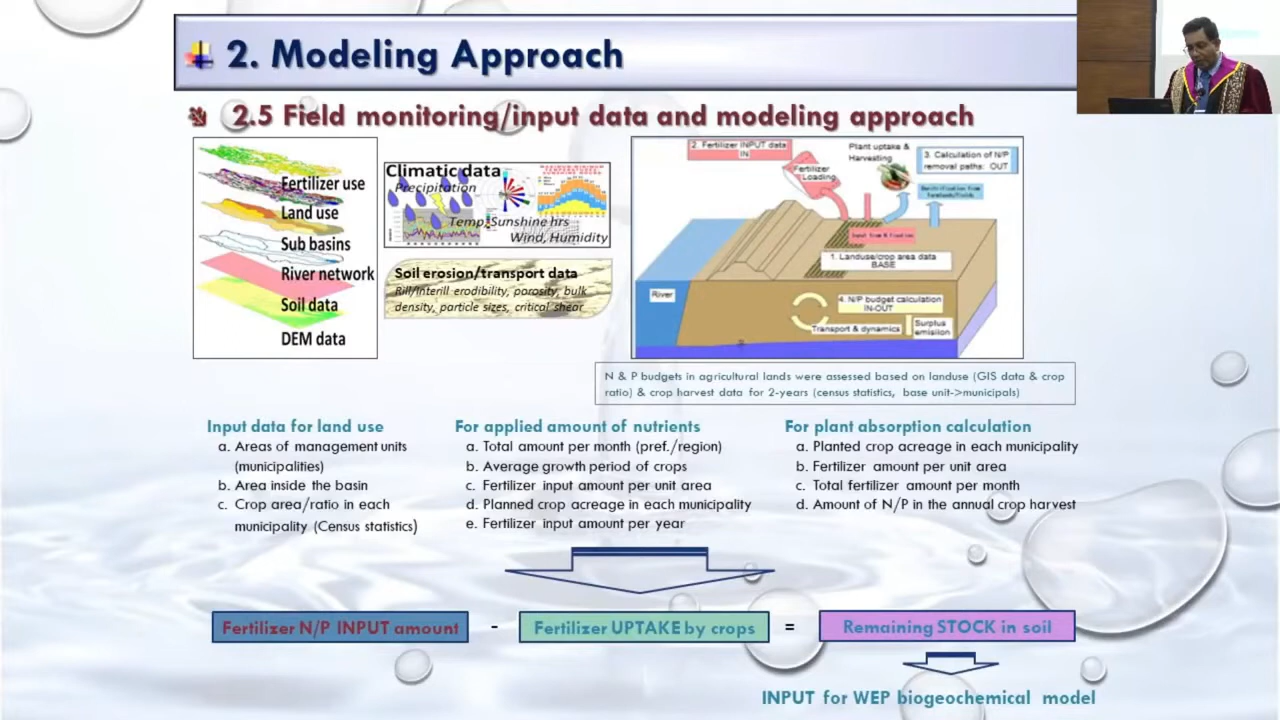 2. Modeling Approach
2.5 Field monitoring/input data and modeling approach
Fertilizer use
Land use
Sub basins
River network
Soil data
DEM data
Climatic data
Precipitation
Temp. Sunshine hrs
Wind, Humidity
Soil erosion/transport data
Rill/Interill erodibility, porosity, bulk
density, particle sizes, critical shear
2. Fertilizer INPUT data
IN
Fertilizer
Loading
Plant uptake &
Harvesting
3. Calculation of N/P
removal paths: OUT
Input from N fixation
1. Landuse/crop area data
BASE
River
4. N/P budget calculation
IN-OUT
Transport & dynamics
Surplus
emisiion
N & P budgets in agricultural lands were assessed based on landuse (GIS data & crop
ratio) & crop harvest data for 2-years (census statistics, base unit->municipals)
Input data for land use
a. Areas of management units
(municipalities)
b. Area inside the basin
c. Crop area/ratio in each
municipality (Census statistics)
For applied amount of nutrients
a. Total amount per month (pref./region)
b. Average growth period of crops
c. Fertilizer input amount per unit area
d. Planned crop acreage in each municipality
e. Fertilizer input amount per year
For plant absorption calculation
a. Planted crop acreage in each municipality
b. Fertilizer amount per unit area
c. Total fertilizer amount per month
d. Amount of N/P in the annual crop harvest
Fertilizer N/P INPUT amount - Fertilizer UPTAKE by crops = Remaining STOCK in soil
INPUT for WEP biogeochemical model